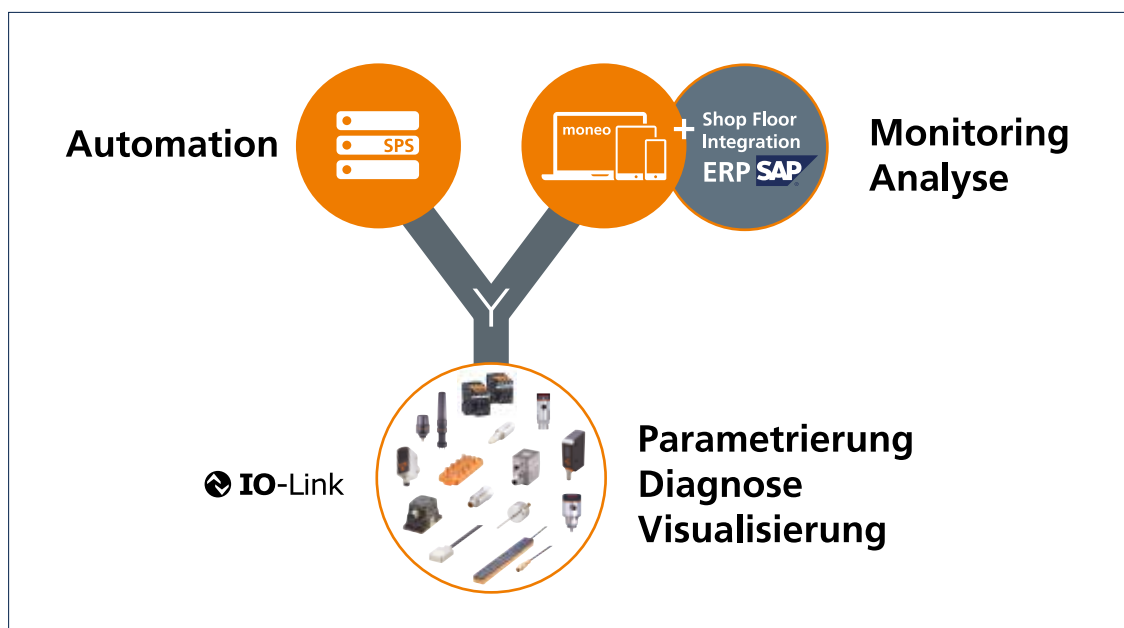 Automation
SPS
moneo
+ Shop Floor
Integration
ERP SAP®
Monitoring
Analyse
Y
IO-Link
Parametrierung
Diagnose
Visualisierung